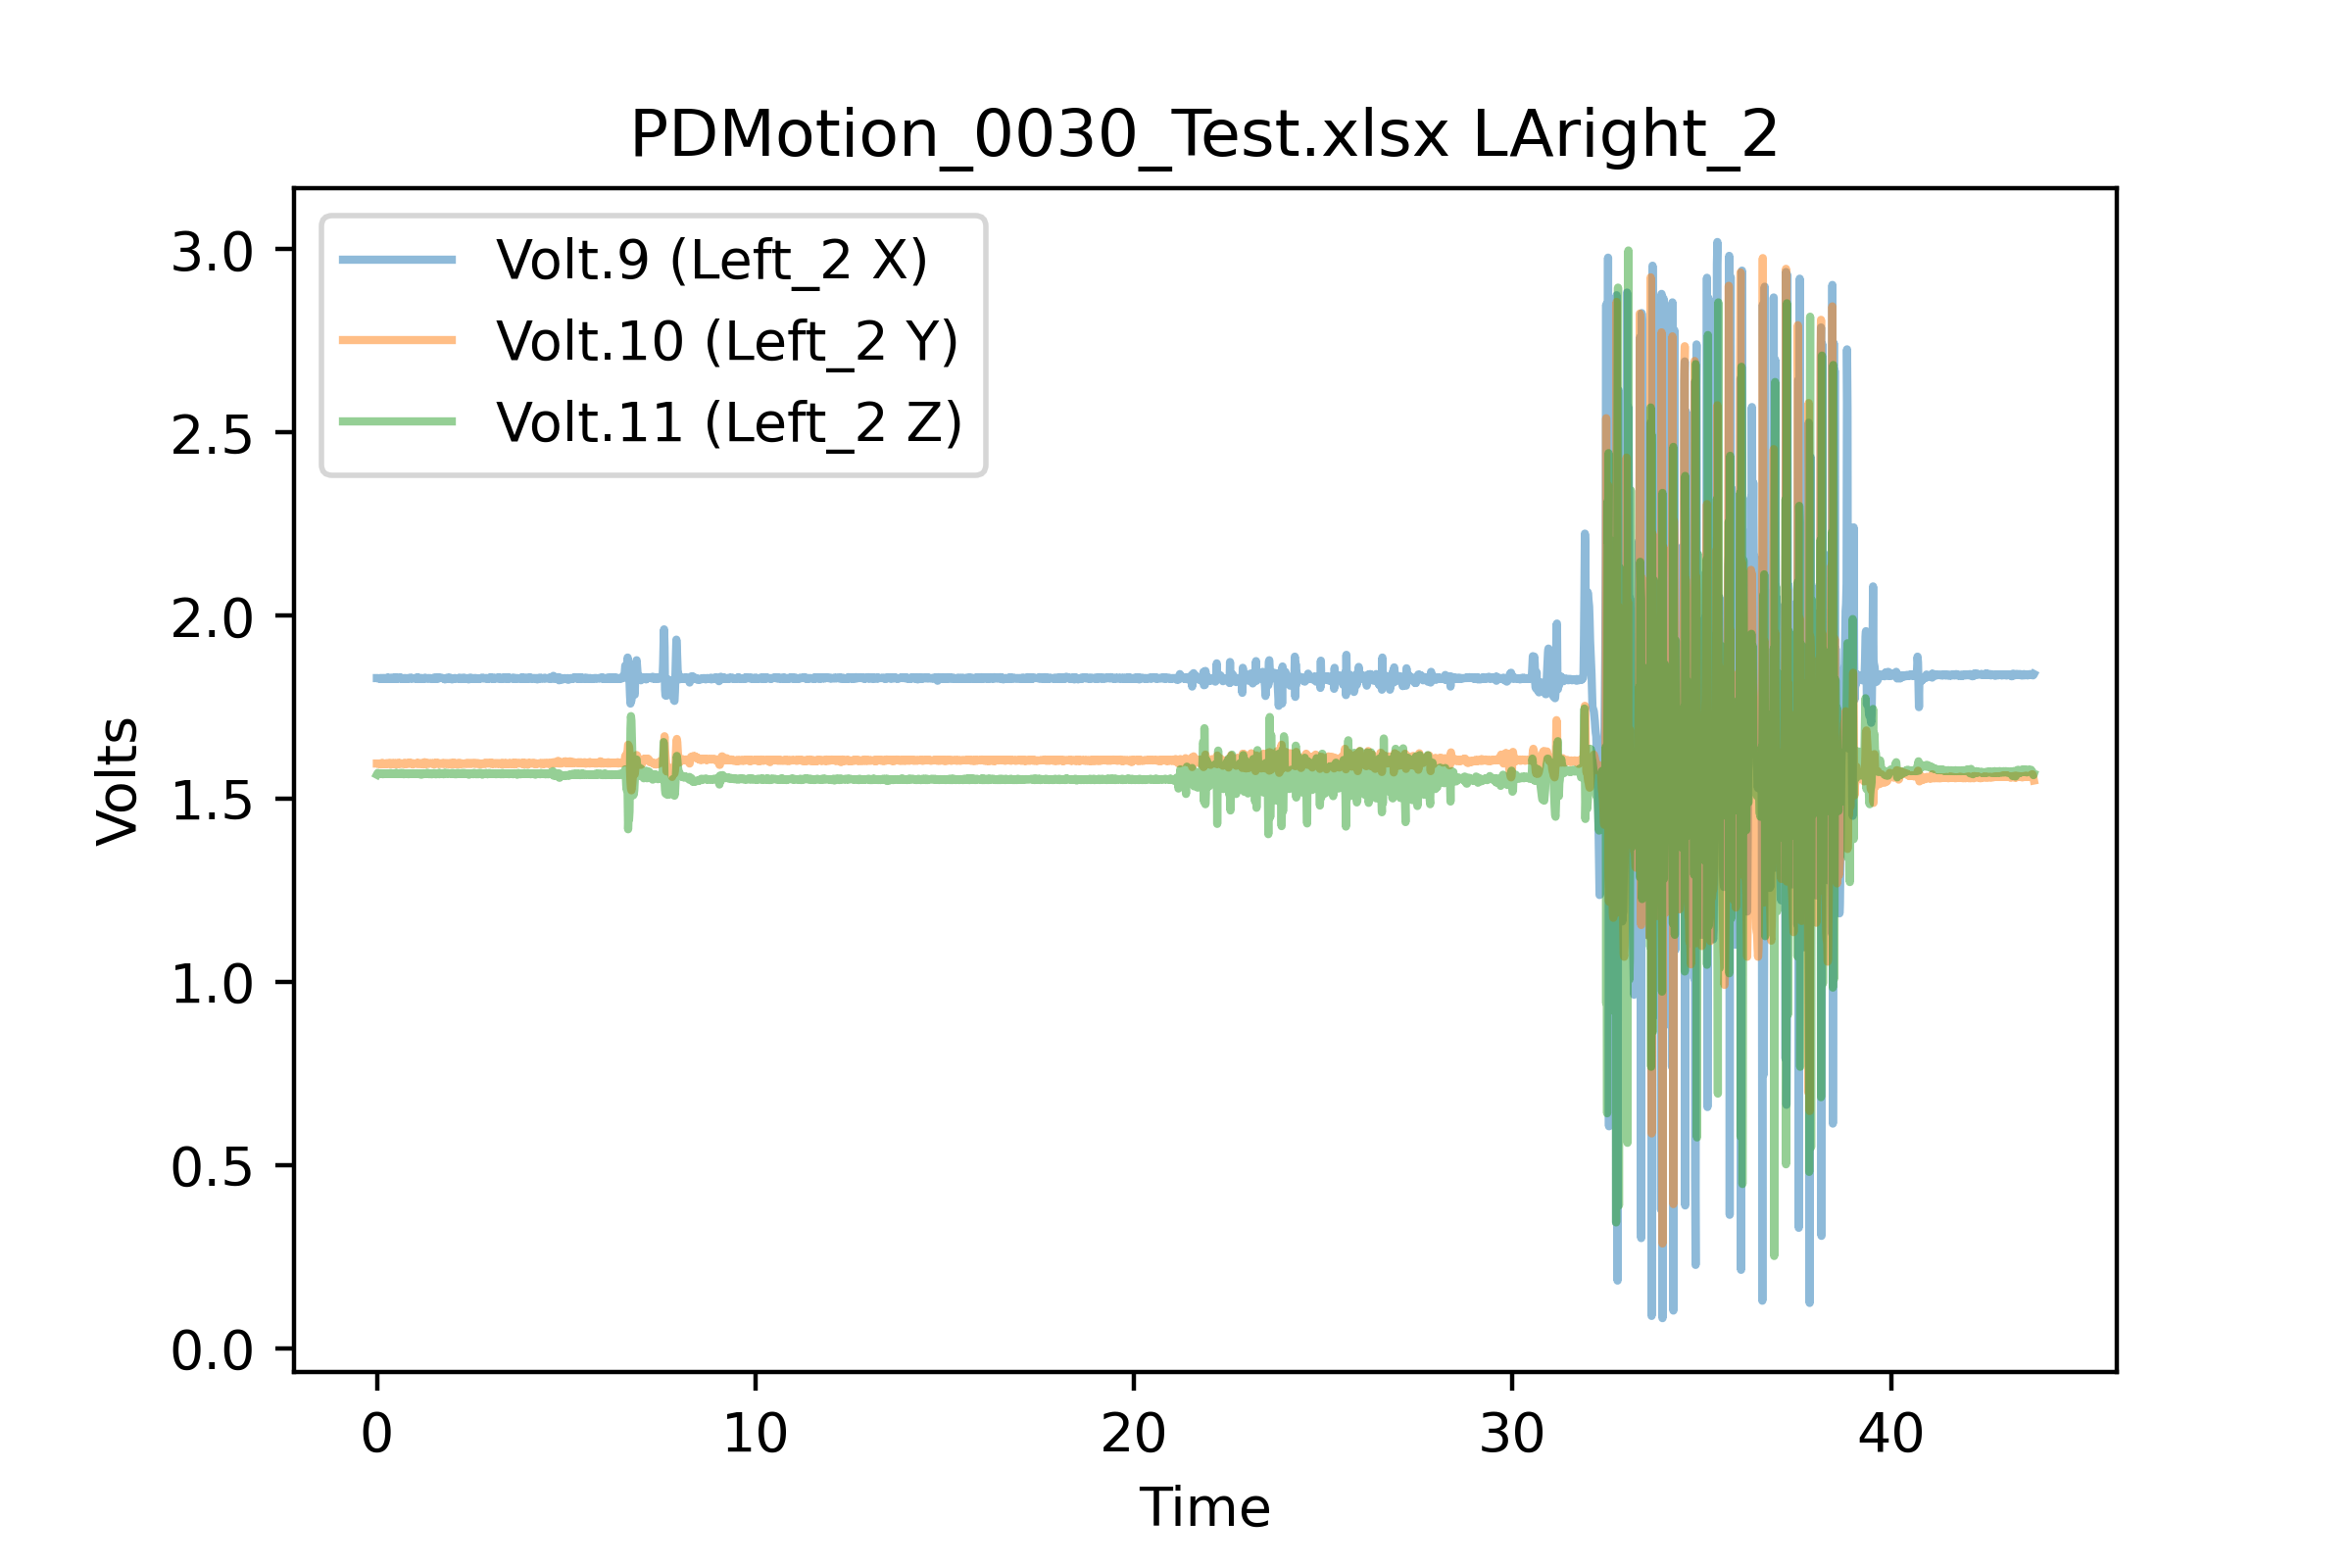 PDMotion_0030_Test.xlsx LAright_2
Volt.9 (Left_2 X)
Volt.10 (Left_2 Y)
Volt.11 (Left_2 Z)
3.0
2.5
2.0
1.5
1.0
0.5
0.0
Volts
0 10 20 30 40
Time